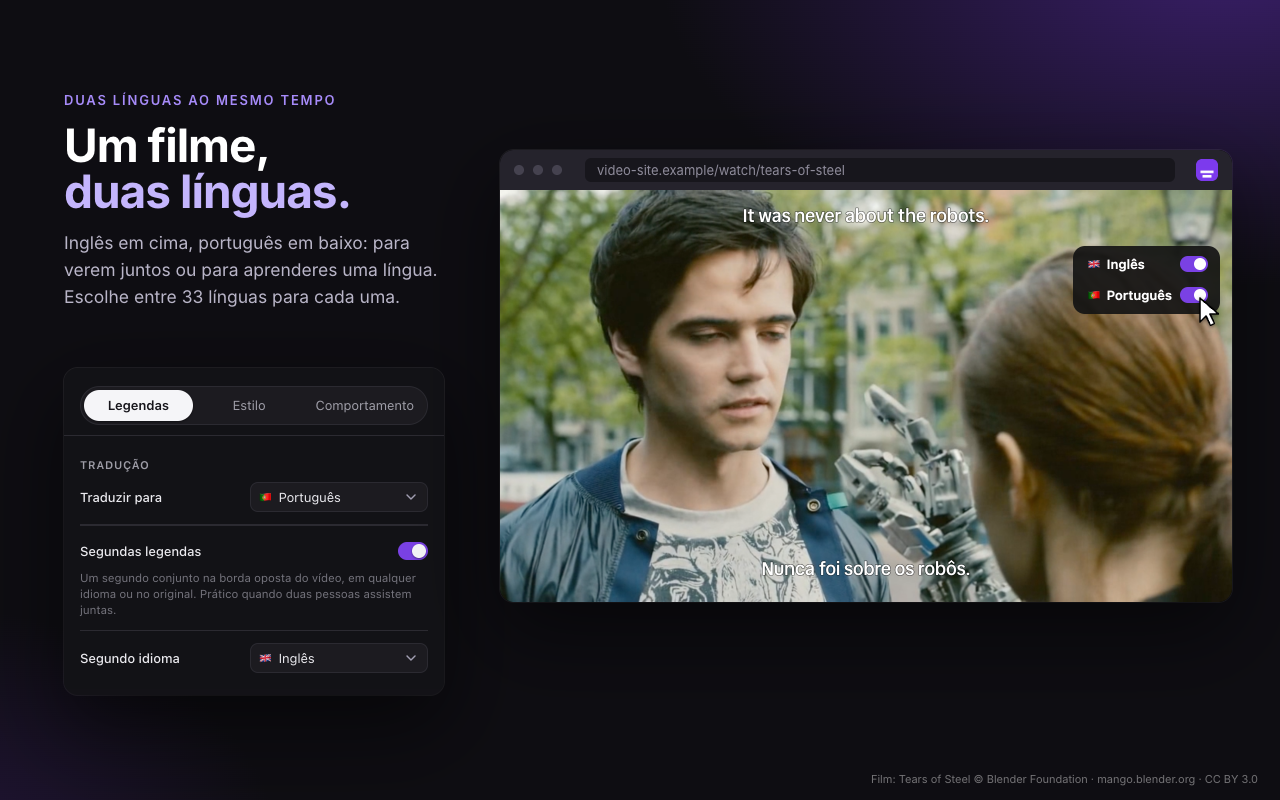 DUAS LÍNGUAS AO MESMO TEMPO
Um filme,
duas línguas.
Inglês em cima, português em baixo: para
verem juntos ou para aprenderes uma língua.
Escolhe entre 33 línguas para cada uma.
Legendas
Estilo
Comportamento
TRADUÇÃO
Traduzir para
Português
Segundas legendas
Um segundo conjunto na borda oposta do vídeo, em qualquer
idioma ou no original. Prático quando duas pessoas assistem
juntas.
Segundo idioma
Inglês
video-site.example/watch/tears-of-steel
It was never about the robots.
Inglês
Português
Nunca foi sobre os robôs.
Film: Tears of Steel © Blender Foundation · mango.blender.org · CC BY 3.0